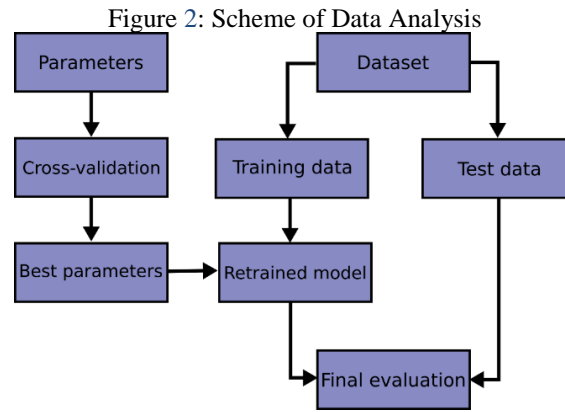 Figure 2: Scheme of Data Analysis
Parameters
Dataset
Cross-validation
Training data
Test data
Best parameters
Retrained model
Final evaluation